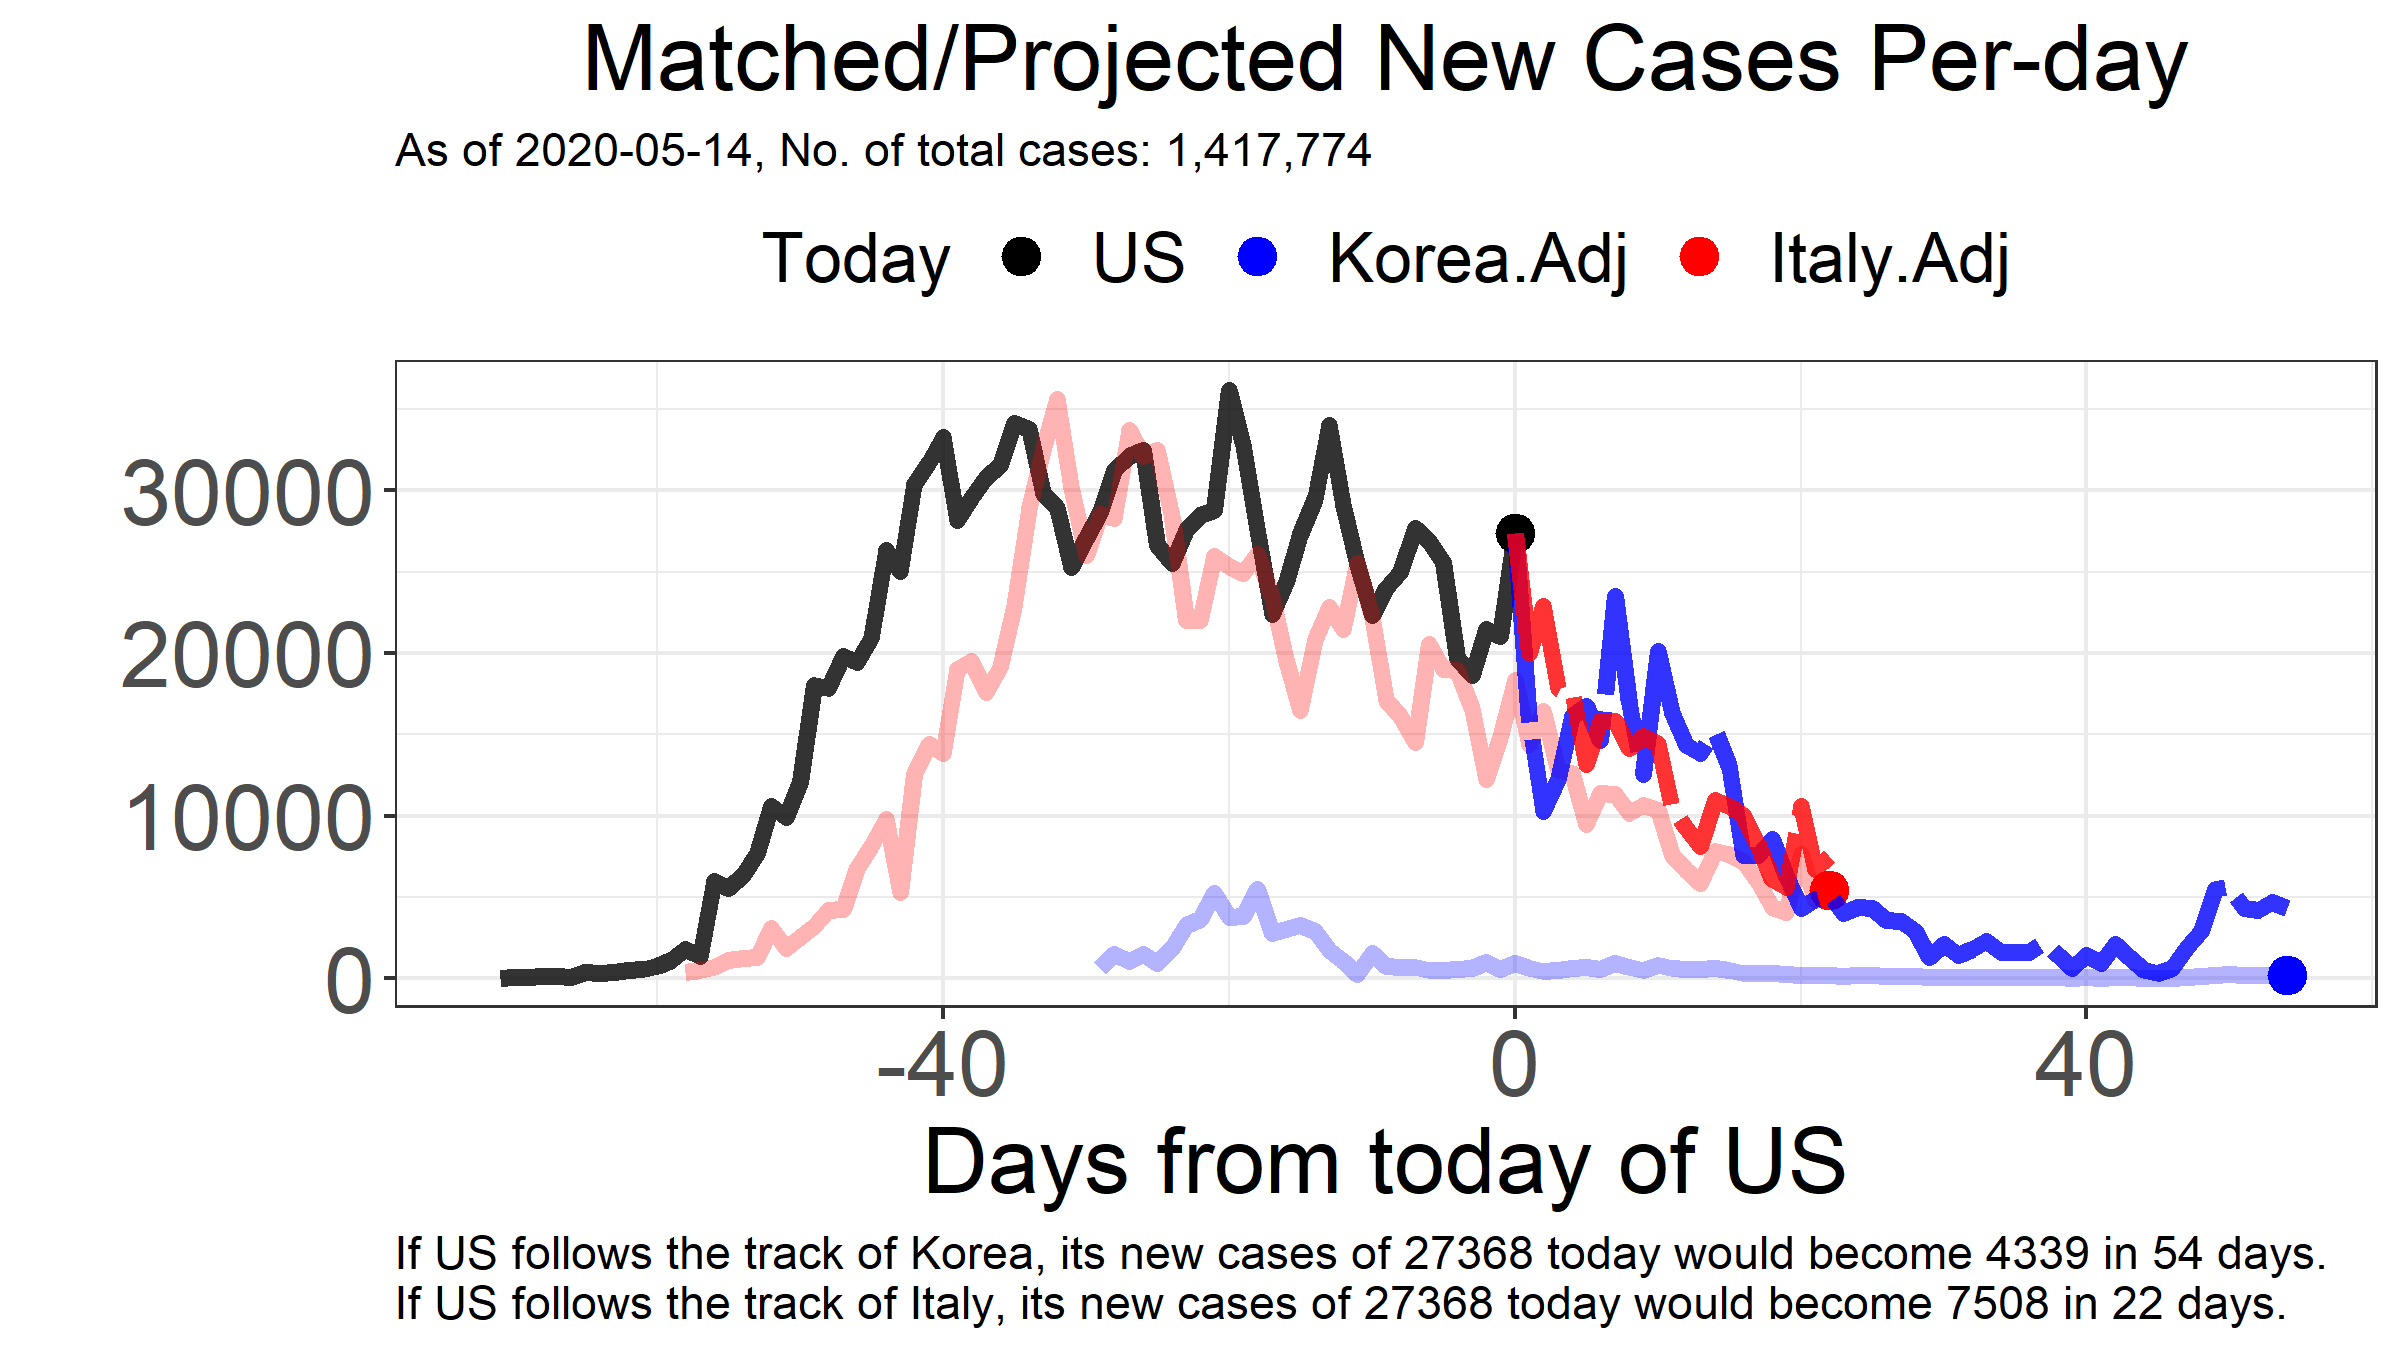 Matched/Projected New Cases Per-day
As of 2020-05-14, No. of total cases: 1,417,774
Today US Korea.Adj Italy.Adj
30000
20000
10000
0
-40 0 40
Days from today of US
If US follows the track of Korea, its new cases of 27368 today would become 4339 in 54 days.
If US follows the track of Italy, its new cases of 27368 today would become 7508 in 22 days.